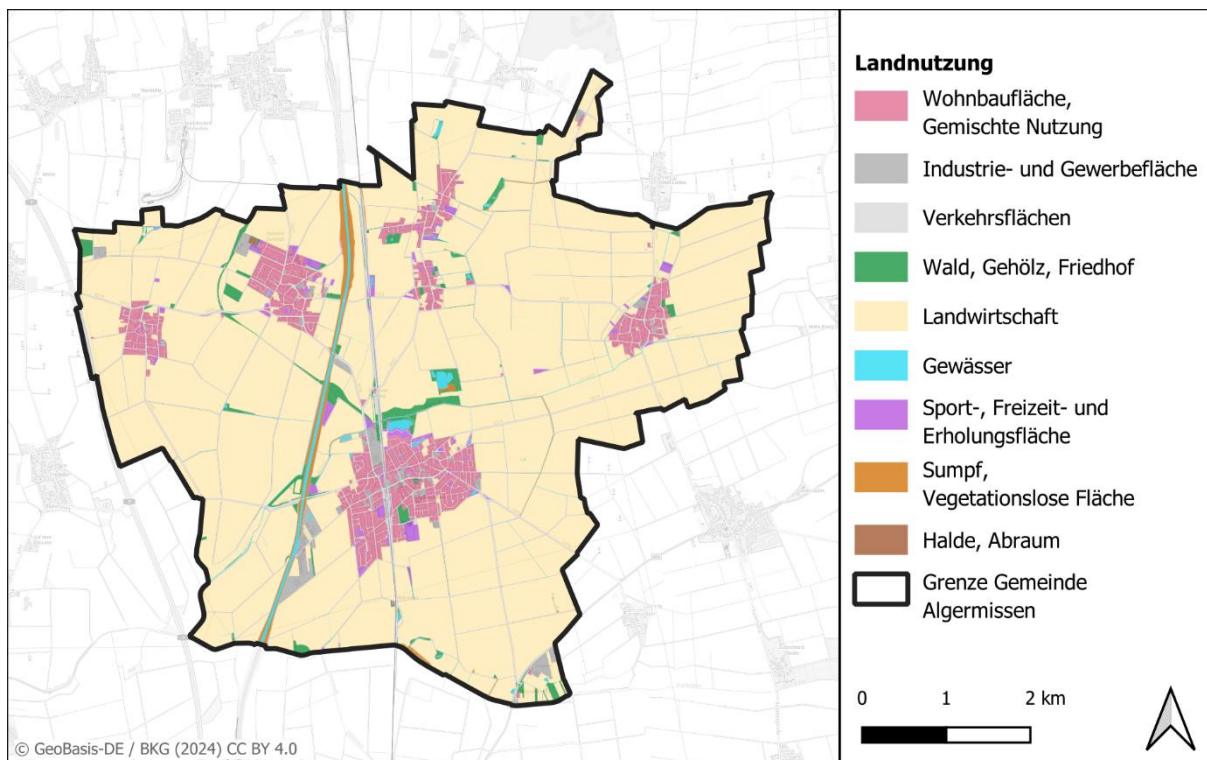 Landnutzung
Wohnbaufläche,
Gemischte Nutzung
Industrie- und Gewerbefläche
Verkehrsflächen
Wald, Gehölz, Friedhof
Landwirtschaft
Gewässer
Sport-, Freizeit- und
Erholungsfläche
Sumpf,
Vegetationslose Fläche
Halde, Abraum
Grenze Gemeinde
Algermissen
0 1 2 km
© GeoBasis-DE / BKG (2024) CC BY 4.0